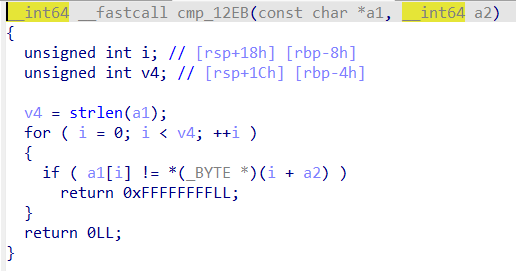 __int64 __fastcall cmp_12EB(const char *a1, __int64 a2)
{
  unsigned int i; // [rsp+18h] [rbp-8h]
  unsigned int v4; // [rsp+1Ch] [rbp-4h]

  v4 = strlen(a1);
  for ( i = 0; i < v4; ++i )
  {
    if ( a1[i] != *(_BYTE *)(i + a2) )
      return 0xFFFFFFFFLL;
  }
  return 0LL;
}